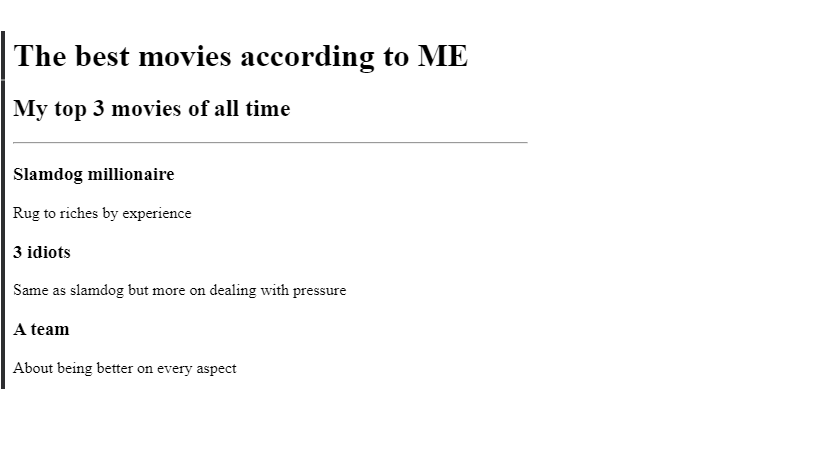 The best movies according to ME
My top 3 movies of all time
Slamdog millionaire
Rug to riches by experience
3 idiots
Same as slamdog but more on dealing with pressure
A team
About being better on every aspect